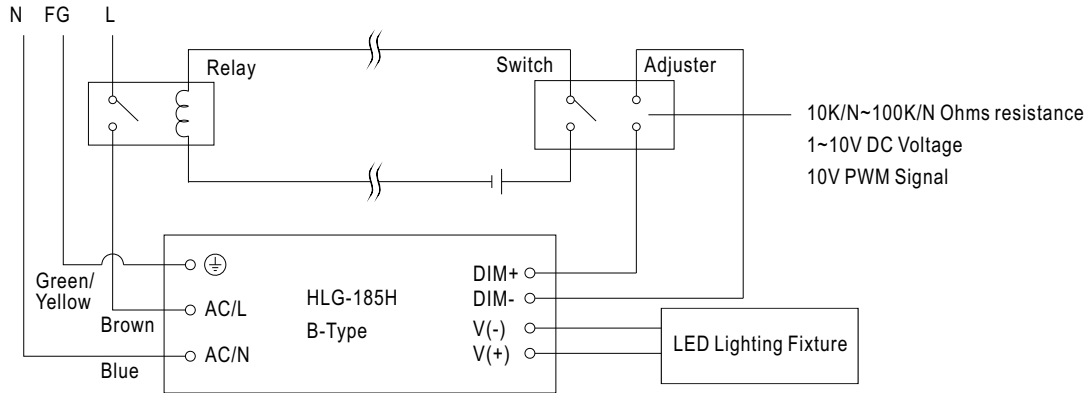 N FG L
Relay
Switch
Adjuster
10K/N~100K/N Ohms resistance
1~10V DC Voltage
10V PWM Signal
Green/
Yellow
Brown
Blue
AC/L
AC/N
HLG-185H
B-Type
DIM+
DIM-
V(-)
V(+)
LED Lighting Fixture